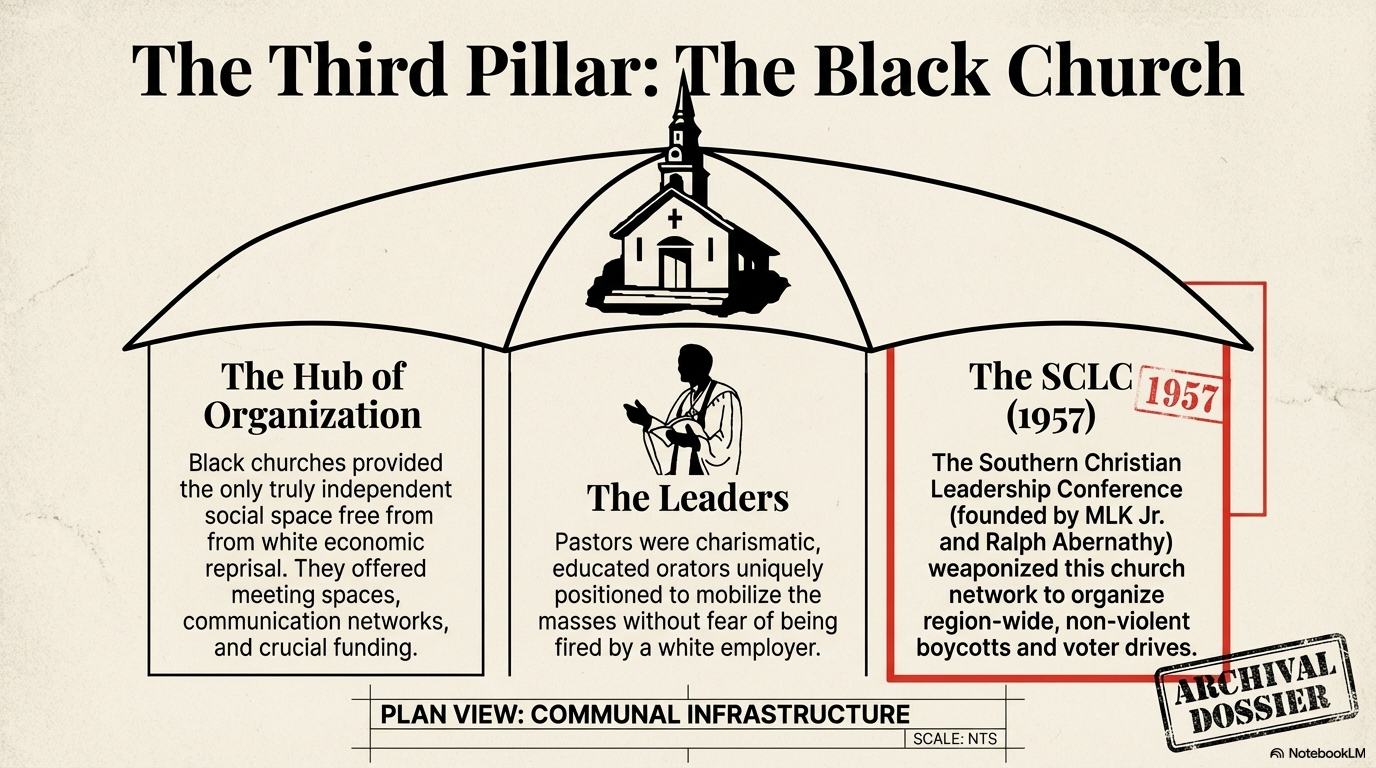 The Third Pillar: The Black Church
The Hub of
Organization
Black churches provided
the only truly independent
social space free from
from white economic
reprisal. They offered
meeting spaces,
communication networks,
and crucial funding.
The Leaders
Pastors were charismatic,
educated orators uniquely
positioned to mobilize the
masses without fear of being
fired by a white employer.
The SCLC
(1957)
1957
The Southern Christian
Leadership Conference
(founded by MLK Jr.
and Ralph Abernathy)
weaponized this church
network to organize
region-wide, non-violent
boycotts and voter drives.
PLAN VIEW: COMMUNAL INFRASTRUCTURE
SCALE: NTS
ARCHIVAL
DOSSIER
NotebookLM